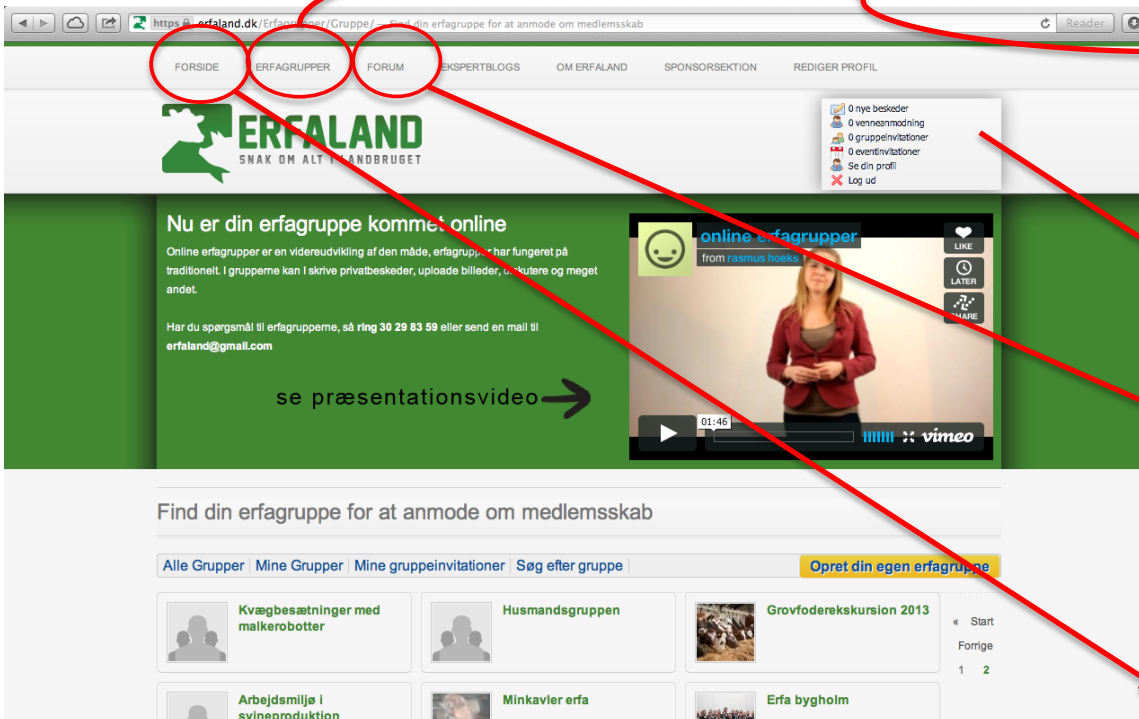 https erfaland.dk/Erfagrupper/Gruppe/ — Find din erfagruppe for at anmode om medlemsskab
Reader
FORSIDE ERFAGRUPPER FORUM EKSPERTBLOGS OM ERFALAND SPONSORSEKTION REDIGER PROFIL
0 nye beskeder
0 venneanmodning
0 gruppeinvitationer
0 eventinvitationer
Se din profil
Log ud
ERFALAND
SNAK OM ALT I LANDBRUGET
Nu er din erfagruppe kommet online
Online erfagrupper er en videreudvikling af den måde, erfagrupper har fungeret på
traditionelt. I grupperne kan I skrive privatbeskeder, uploade billeder, diskutere og meget
andet.
Har du spørgsmål til erfagrupperne, så ring 30 29 83 59 eller send en mail til
erfaland@gmail.com
se præsentationsvideo
online erfagrupper
from rasmus hoeks
LIKE
LATER
SHARE
01:46
vimeo
Find din erfagruppe for at anmode om medlemsskab
Alle Grupper Mine Grupper Mine gruppeinvitationer Søg efter gruppe
Opret din egen erfagruppe
Kvægbesætninger med
malkerobotter
Husmandsgruppen
Grovfoderekskursion 2013
« Start
Forrige
1 2
Arbejdsmiljø i
svineproduktion
Minkavler erfa
Erfa bygholm